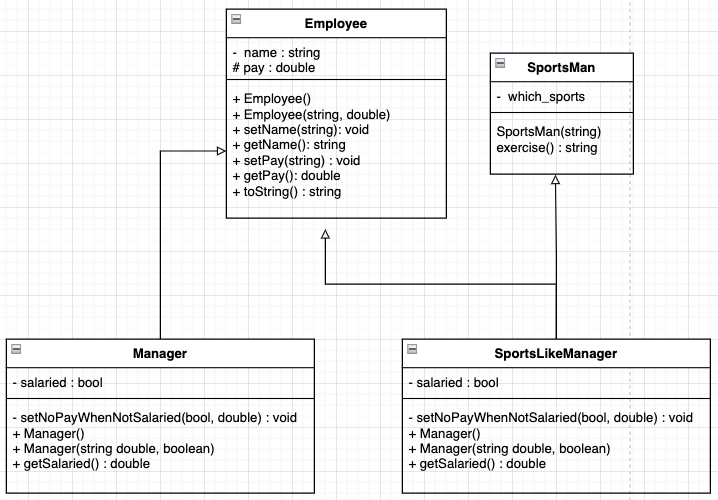 Employee
- name : string
# pay : double
+ Employee()
+ Employee(string, double)
+ setName(string): void
+ getName(): string
+ setPay(string) : void
+ getPay(): double
+ toString() : string
SportsMan
- which_sports
SportsMan(string)
exercise() : string
Manager
- salaried : bool
- setNoPayWhenNotSalaried(bool, double) : void
+ Manager()
+ Manager(string double, boolean)
+ getSalaried() : double
SportsLikeManager
- salaried : bool
- setNoPayWhenNotSalaried(bool, double) : void
+ Manager()
+ Manager(string double, boolean)
+ getSalaried() : double